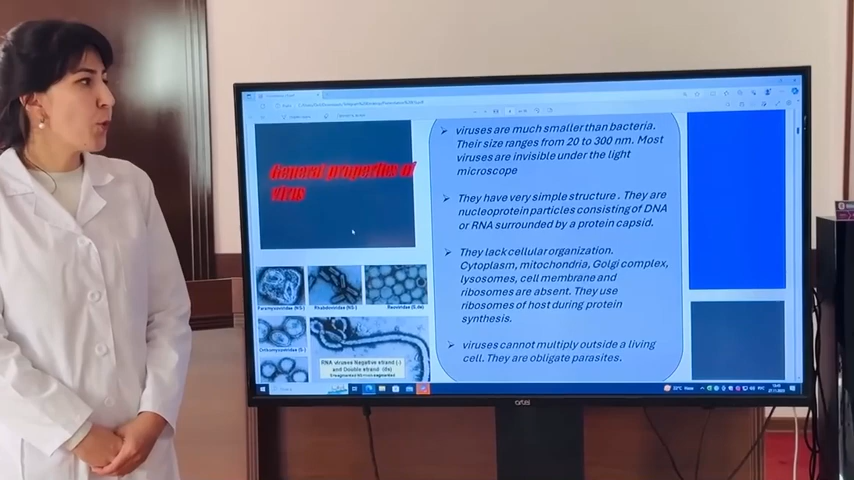 General properties of
virus
viruses are much smaller than bacteria.
Their size ranges from 20 to 300 nm. Most
viruses are invisible under the light
microscope
They have very simple structure . They are
nucleoprotein particles consisting of DNA
or RNA surrounded by a protein capsid.
They lack cellular organization.
Cytoplasm, mitochondria, Golgi complex,
lysosomes, cell membrane and
ribosomes are absent. They use
ribosomes of host during protein
synthesis.
viruses cannot multiply outside a living
cell. They are obligate parasites.
RNA viruses Negative strand (-)
and Double strand (ds)
artel